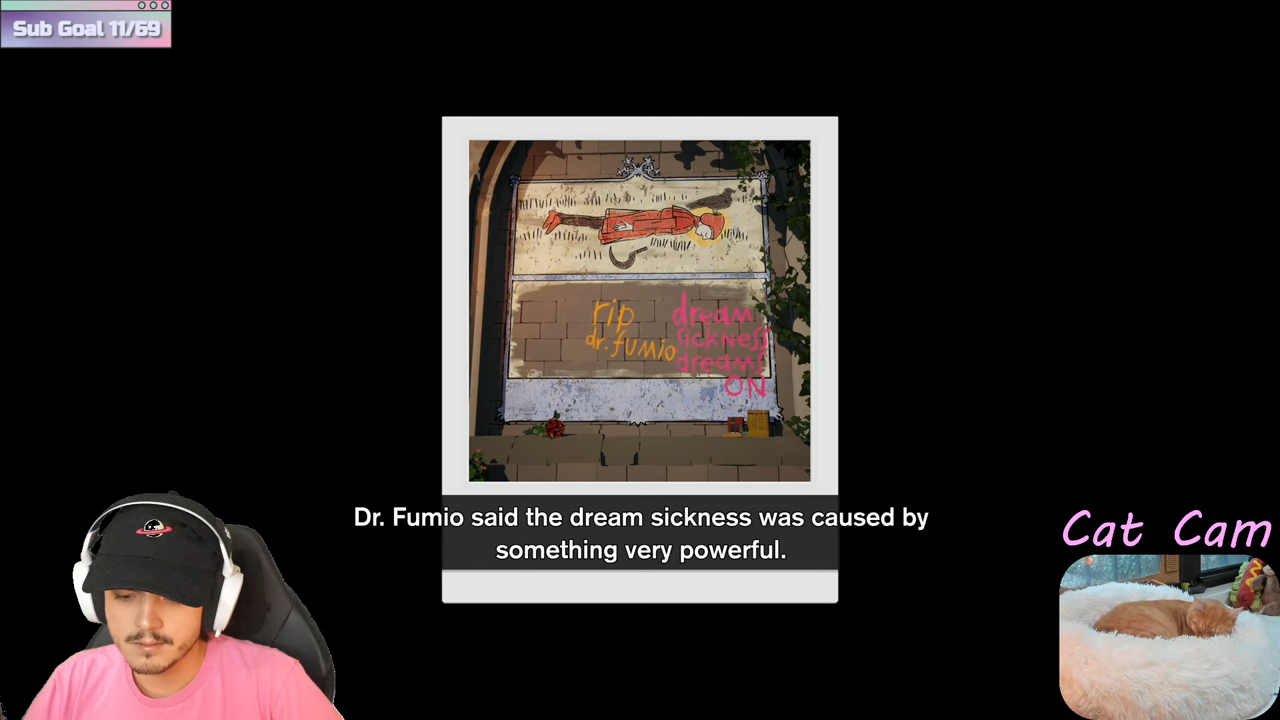 Sub Goal 11/69
rip
dr. fumio
dream
sickness
dreams
ON
Dr. Fumio said the dream sickness was caused by
something very powerful.
Cat Cam